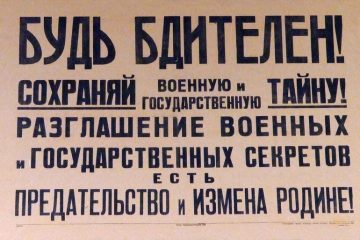 БУДЬ БДИТЕЛЕН!
СОХРАНЯЙ ВОЕННУЮ и ГОСУДАРСТВЕННУЮ ТАЙНУ!
РАЗГЛАШЕНИЕ ВОЕННЫХ
и ГОСУДАРСТВЕННЫХ СЕКРЕТОВ
ЕСТЬ
ПРЕДАТЕЛЬСТВО и ИЗМЕНА РОДИНЕ!